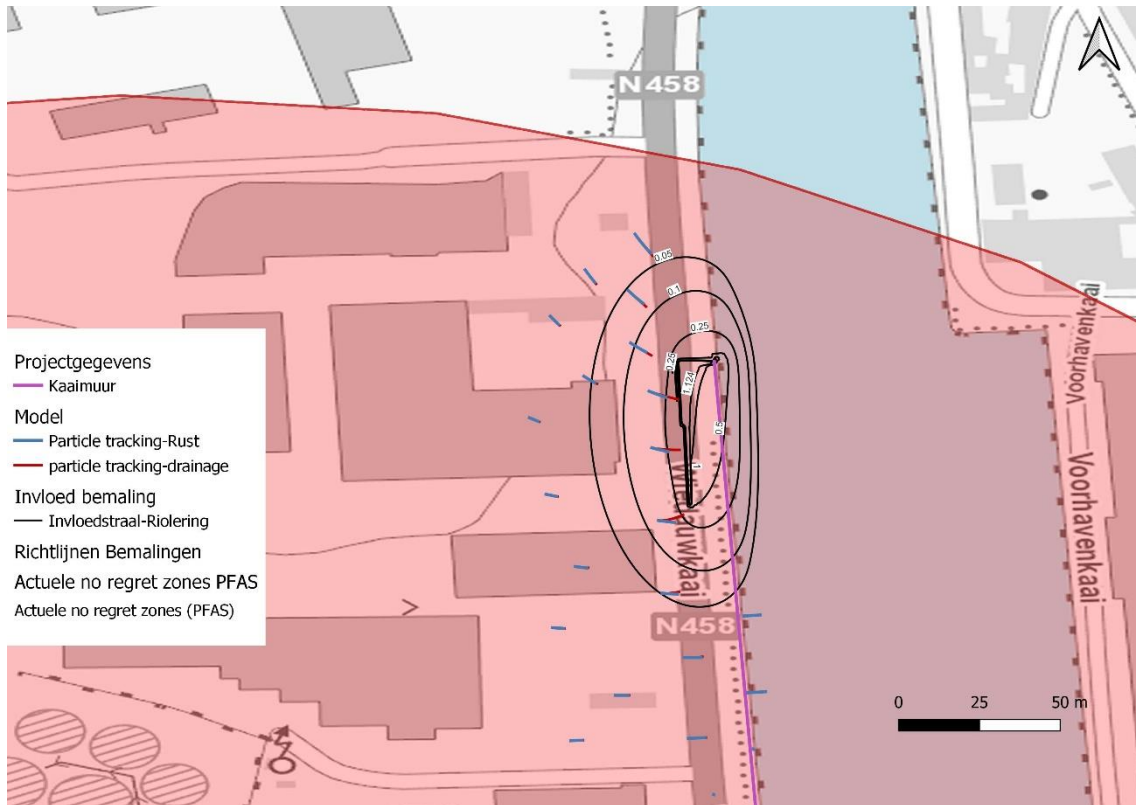 N458
0.05
0.1
0.25
0.25
1.124
0.5
1
Wiedauwkaai
N458
Voorhavenkaai
Voorhavenkaai
Projectgegevens
Kaaimuur
Model
Particle tracking-Rust
particle tracking-drainage
Invloed bemaling
Invloedstraal-Riolering
Richtlijnen Bemalingen
Actuele no regret zones PFAS
Actuele no regret zones (PFAS)
0 25 50 m